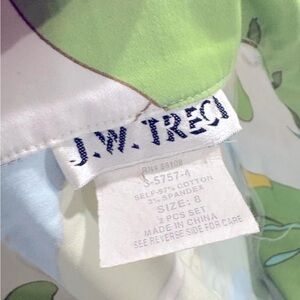 J.W. TRECI
S-5757-4
SELF-97% COTTON
3% SPANDEX
SIZE: 8
2 PCS SET
MADE IN CHINA
SEE REVERSE SIDE FOR CARE